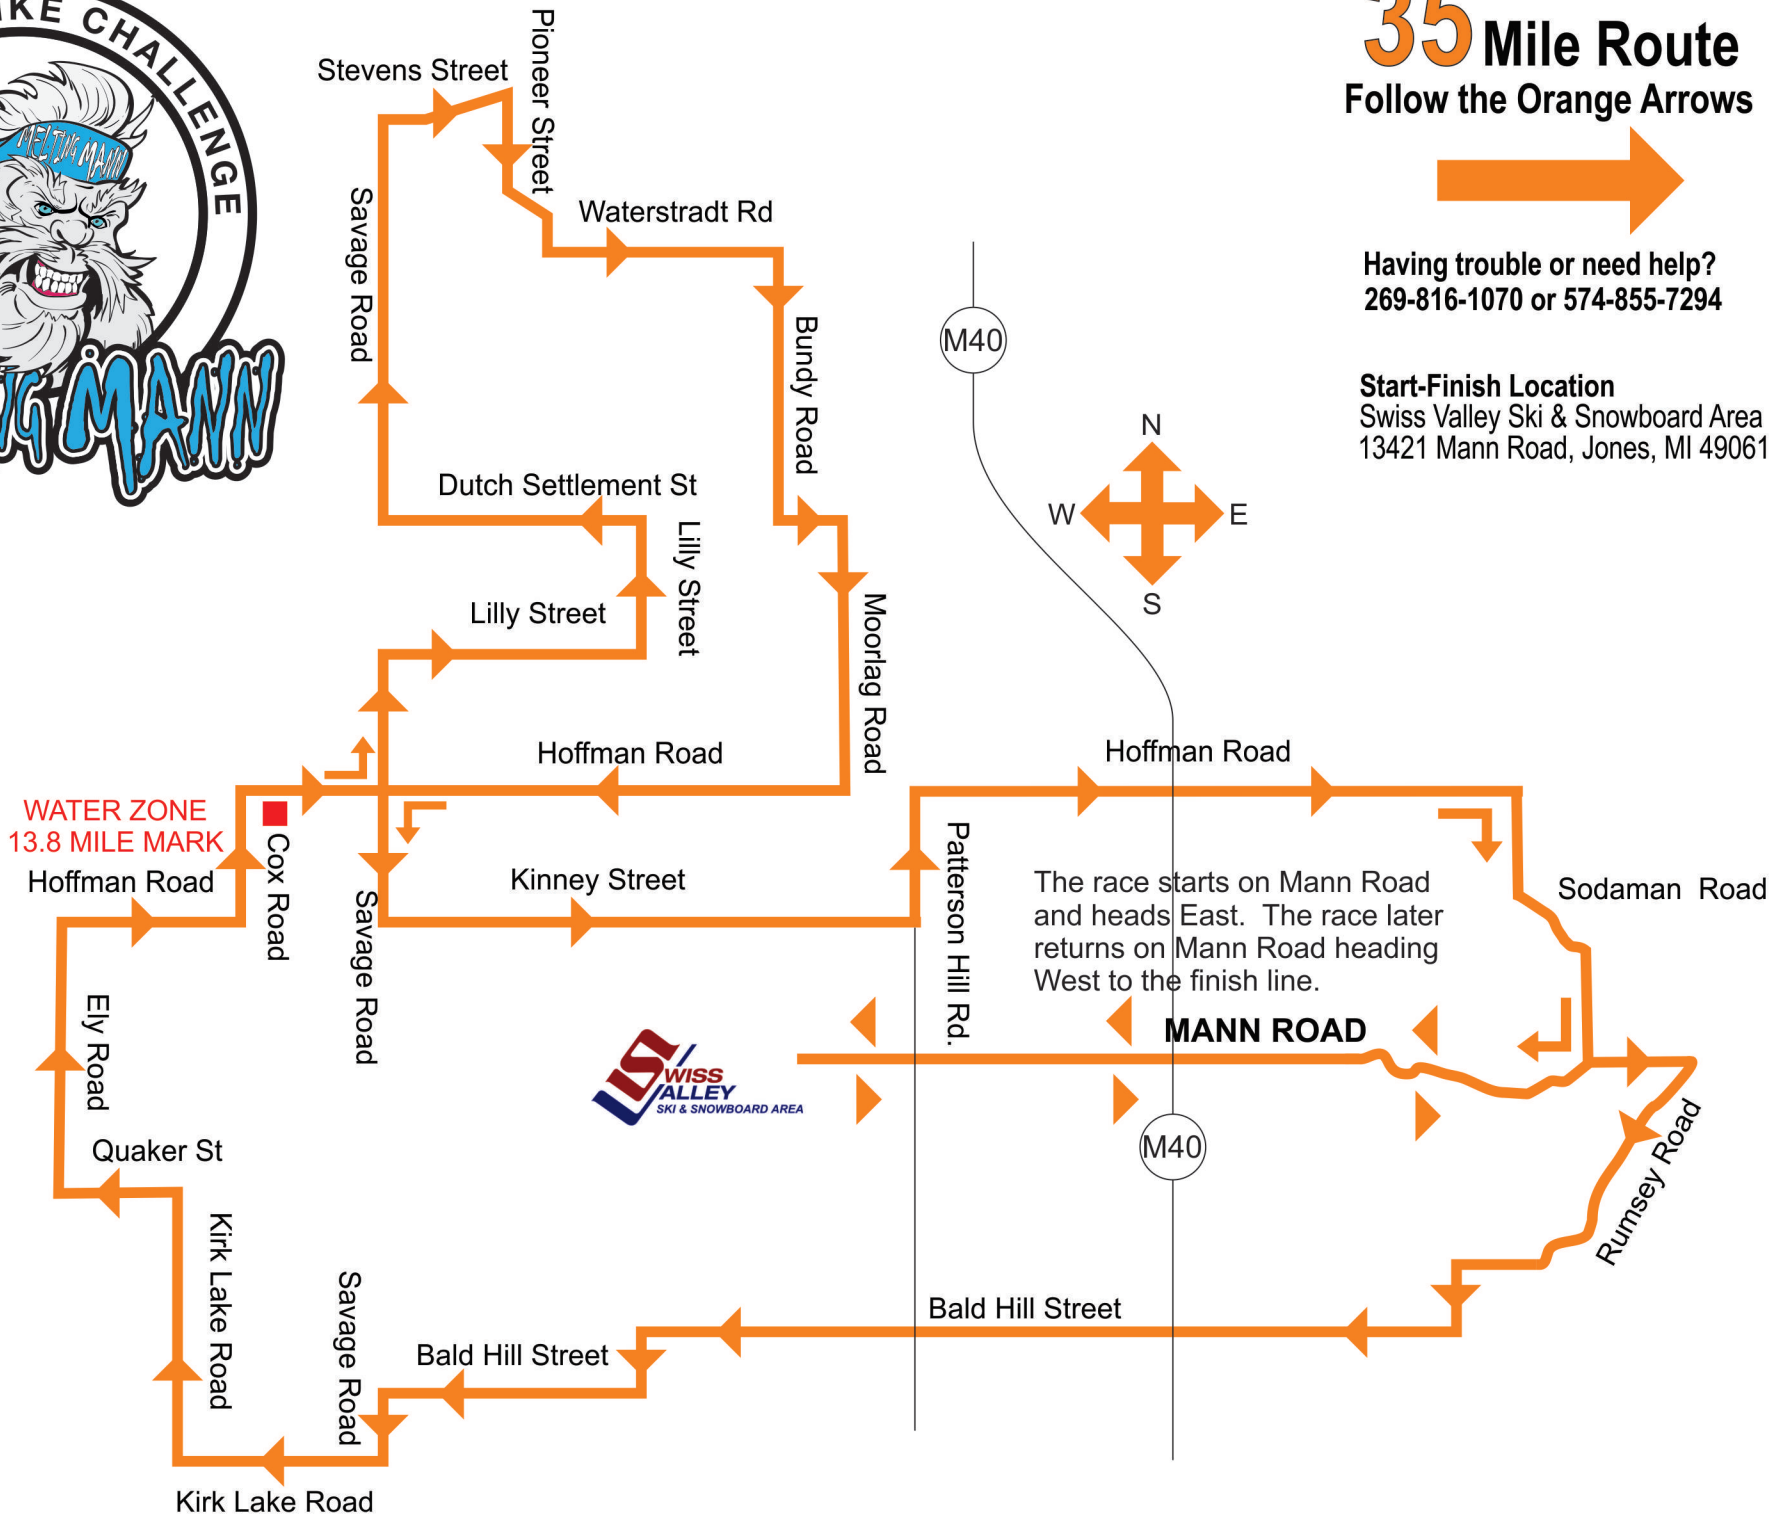 CHALLENGE
MELTING MANN
MANN
35 Mile Route
Follow the Orange Arrows
Having trouble or need help?
269-816-1070 or 574-855-7294
Start-Finish Location
Swiss Valley Ski & Snowboard Area
13421 Mann Road, Jones, MI 49061
Stevens Street
Pioneer Street
Waterstradt Rd
Savage Road
Bundy Road
M40
N
W
E
S
Dutch Settlement St
Lilly Street
Lilly Street
Moorlag Road
Hoffman Road
Hoffman Road
WATER ZONE
13.8 MILE MARK
Hoffman Road
Cox Road
Kinney Street
Savage Road
Patterson Hill Rd.
Sodaman Road
The race starts on Mann Road
and heads East. The race later
returns on Mann Road heading
West to the finish line.
MANN ROAD
Ely Road
SWISS
VALLEY
SKI & SNOWBOARD AREA
M40
Rumsey Road
Quaker St
Kirk Lake Road
Savage Road
Bald Hill Street
Bald Hill Street
Kirk Lake Road